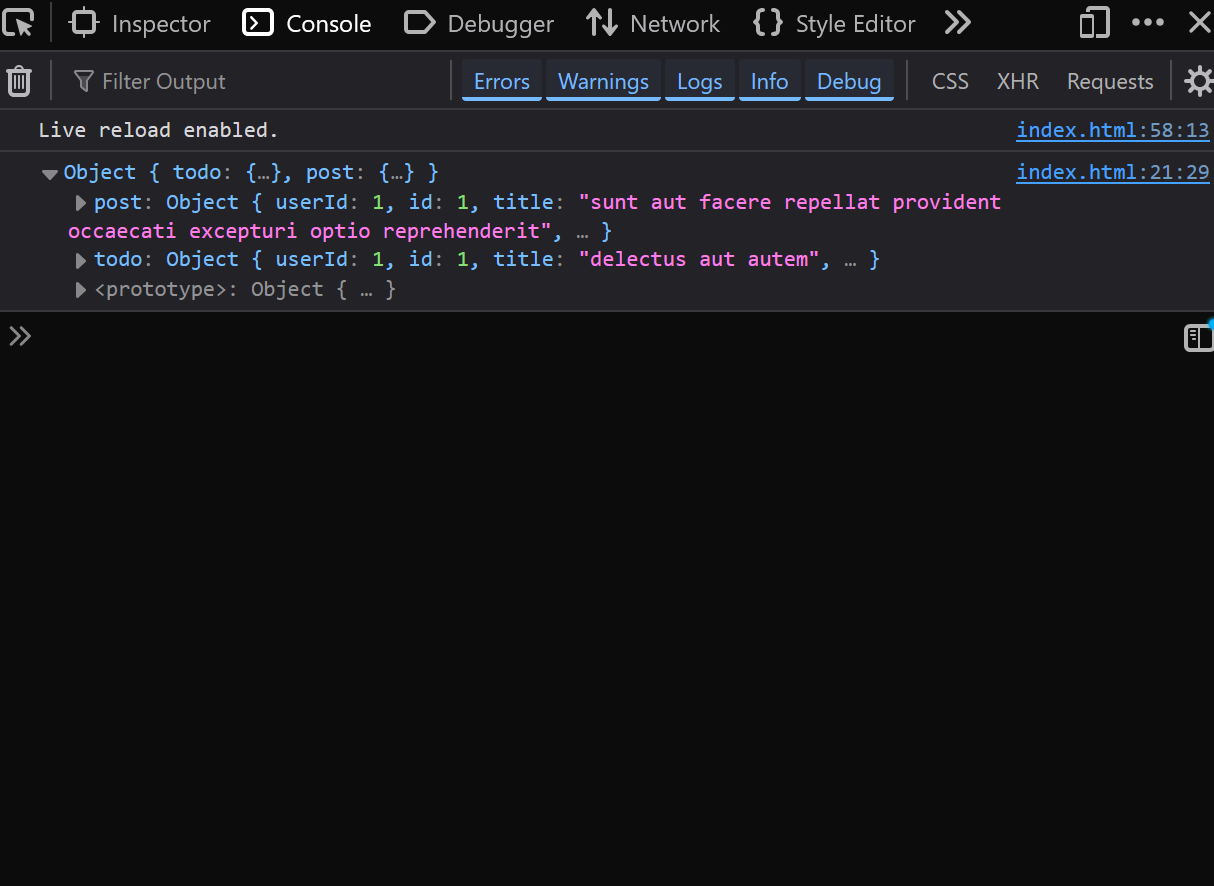 Inspector Console Debugger Network Style Editor
Filter Output Errors Warnings Logs Info Debug CSS XHR Requests
Live reload enabled. index.html:58:13
Object { todo: {…}, post: {…} } index.html:21:29
post: Object { userId: 1, id: 1, title: "sunt aut facere repellat provident
occaecati excepturi optio reprehenderit", … }
todo: Object { userId: 1, id: 1, title: "delectus aut autem", … }
<prototype>: Object { … }